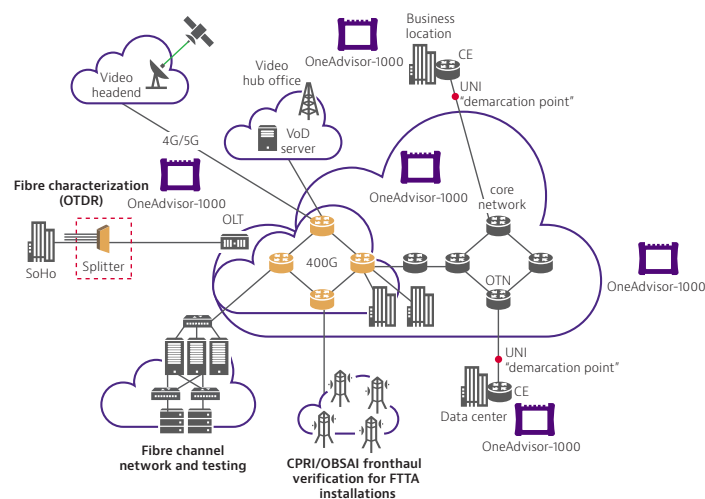 Business
location
CE
OneAdvisor-1000
UNI
“demarcation point”
Video
headend
Video
hub office
VoD
server
4G/5G
Fibre characterization
(OTDR)
OneAdvisor-1000
OneAdvisor-1000
core
network
OLT
SoHo
Splitter
400G
OTN
OneAdvisor-1000
UNI
“demarcation point”
CE
Data center
OneAdvisor-1000
Fibre channel
network and testing
CPRI/OBSAI fronthaul
verification for FTTA
installations